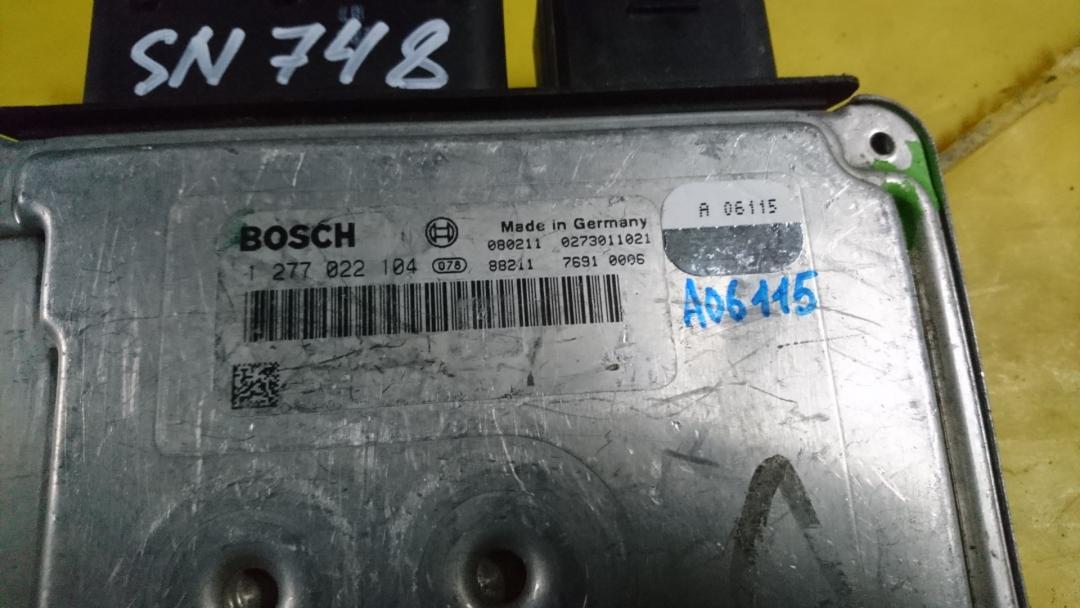 SN 748
BOSCH
Made in Germany
080211 0273011021
1 277 022 104 078 88211 7691 0006
A 06115
A06115